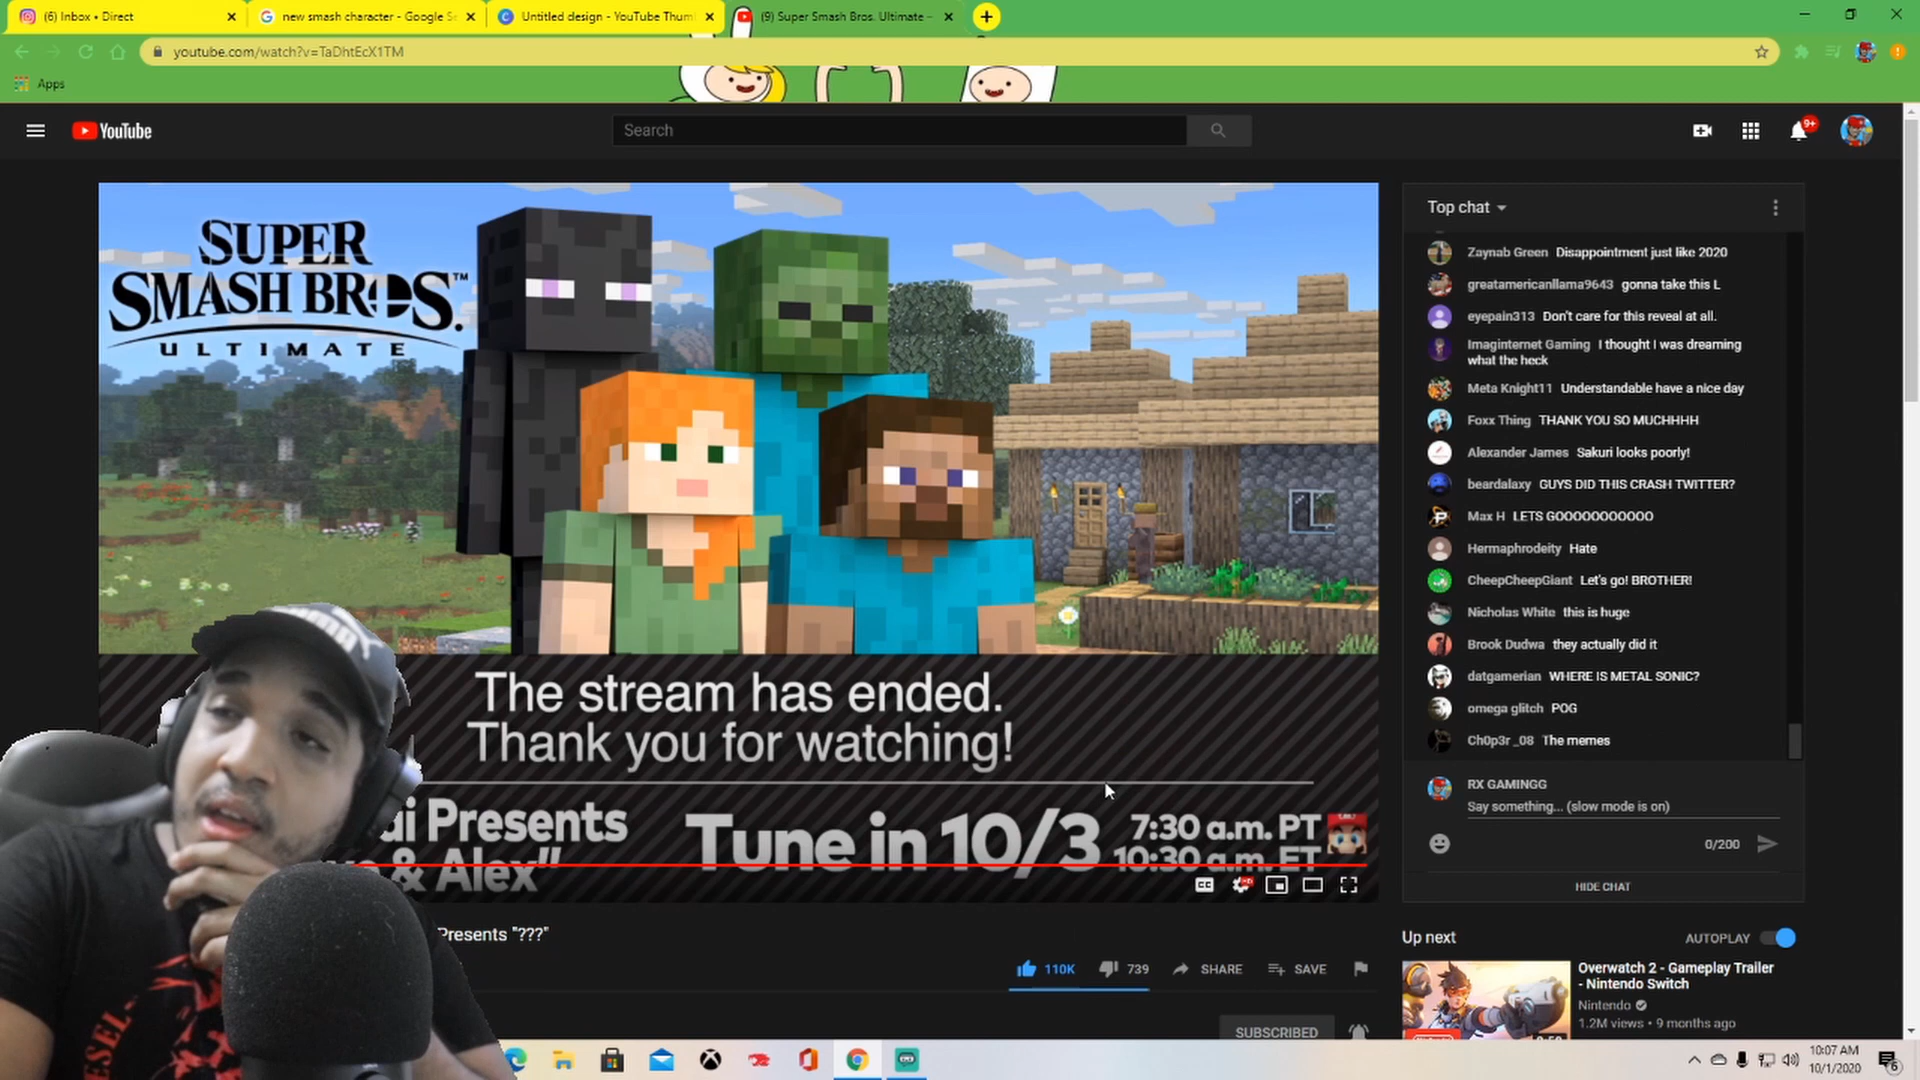 (6) Inbox • Direct
new smash character - Google Se
Untitled design - YouTube Thum
(9) Super Smash Bros. Ultimate –
youtube.com/watch?v=TaDhtEcX1TM
Apps
YouTube
Search
9+
SUPER
SMASH BROS.™
ULTIMATE
The stream has ended.
Thank you for watching!
ai Presents
& Alex"
Tune in 10/3
7:30 a.m. PT
10:30 a.m. ET
CC
HD
Presents "???"
110K
739
SHARE
SAVE
SUBSCRIBED
Top chat
Zaynab Green Disappointment just like 2020
greatamericanllama9643 gonna take this L
eyepain313 Don't care for this reveal at all.
Imaginternet Gaming I thought I was dreaming
what the heck
Meta Knight11 Understandable have a nice day
Foxx Thing THANK YOU SO MUCHHHH
Alexander James Sakuri looks poorly!
beardalaxy GUYS DID THIS CRASH TWITTER?
Max H LETS GOOOOOOOOOOO
Hermaphrodeity Hate
CheepCheepGiant Let's go! BROTHER!
Nicholas White this is huge
Brook Dudwa they actually did it
datgamerian WHERE IS METAL SONIC?
omega glitch POG
Ch0p3r_08 The memes
RX GAMINGG
Say something... (slow mode is on)
0/200
HIDE CHAT
Up next
AUTOPLAY
Overwatch 2 - Gameplay Trailer
- Nintendo Switch
Nintendo
1.2M views • 9 months ago
10:07 AM
10/1/2020
6